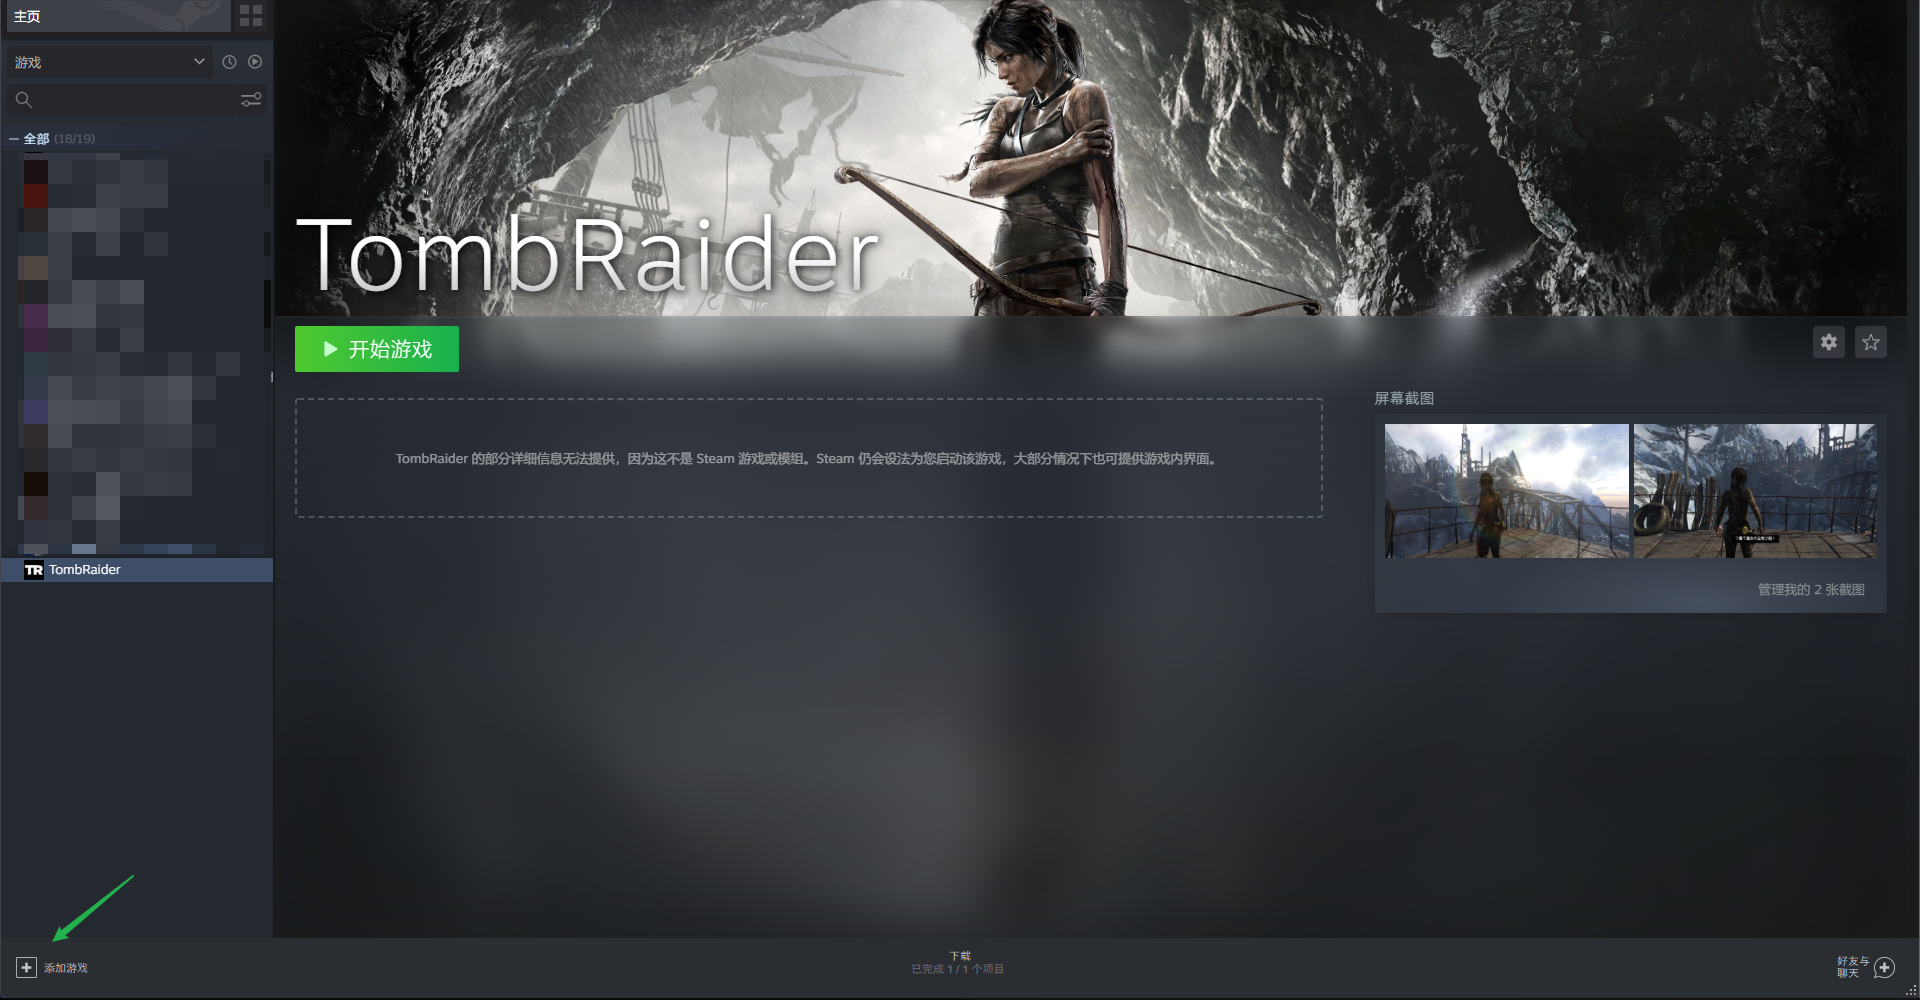 主页
游戏
全部 (18/19)
TombRaider
开始游戏
TombRaider 的部分详细信息无法提供，因为这不是 Steam 游戏或模组。Steam 仍会设法为您启动该游戏，大部分情况下也可提供游戏内界面。
屏幕截图
管理我的 2 张截图
TR TombRaider
添加游戏
下载
已完成 1 / 1 个项目
好友与
聊天